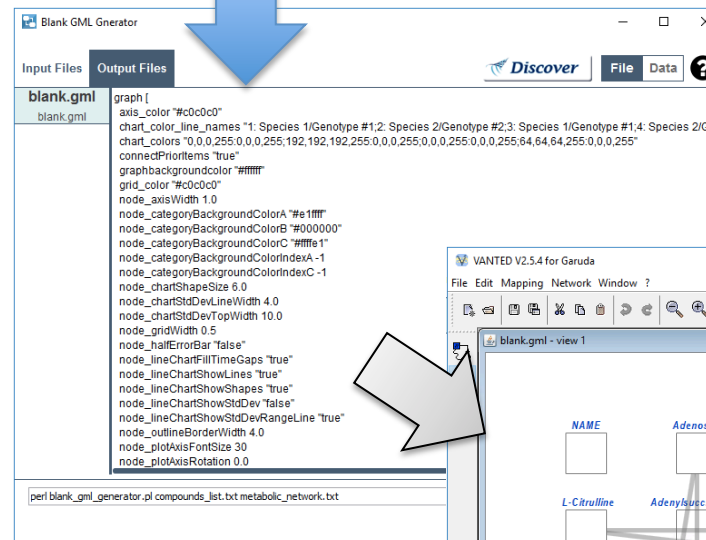 Blank GML Gnerator
Input Files
Output Files
Discover
File
Data
?
blank.gml
blank.gml
graph [
axis_color "#c0c0c0"
chart_color_line_names "1: Species 1/Genotype #1;2: Species 2/Genotype #2;3: Species 1/Genotype #1;4: Species 2/G
chart_colors "0,0,0,255:0,0,0,255;192,192,192,255:0,0,0,255;0,0,0,255:0,0,0,255;64,64,64,255:0,0,0,255"
connectPriorItems "true"
graphbackgroundcolor "#ffffff"
grid_color "#c0c0c0"
node_axisWidth 1.0
node_categoryBackgroundColorA "#e1ffff"
node_categoryBackgroundColorB "#000000"
node_categoryBackgroundColorC "#ffffe1"
node_categoryBackgroundColorIndexA -1
node_categoryBackgroundColorIndexC -1
node_chartShapeSize 6.0
node_chartStdDevLineWidth 4.0
node_chartStdDevTopWidth 10.0
node_gridWidth 0.5
node_halfErrorBar "false"
node_lineChartFillTimeGaps "true"
node_lineChartShowLines "true"
node_lineChartShowShapes "true"
node_lineChartShowStdDev "false"
node_lineChartShowStdDevRangeLine "true"
node_outlineBorderWidth 4.0
node_plotAxisFontSize 30
node_plotAxisRotation 0.0
perl blank_gml_generator.pl compounds_list.txt metabolic_network.txt
VANTED V2.5.4 for Garuda
File Edit Mapping Network Window ?
blank.gml - view 1
NAME
Adenos
L-Citrulline
Adenylsucc